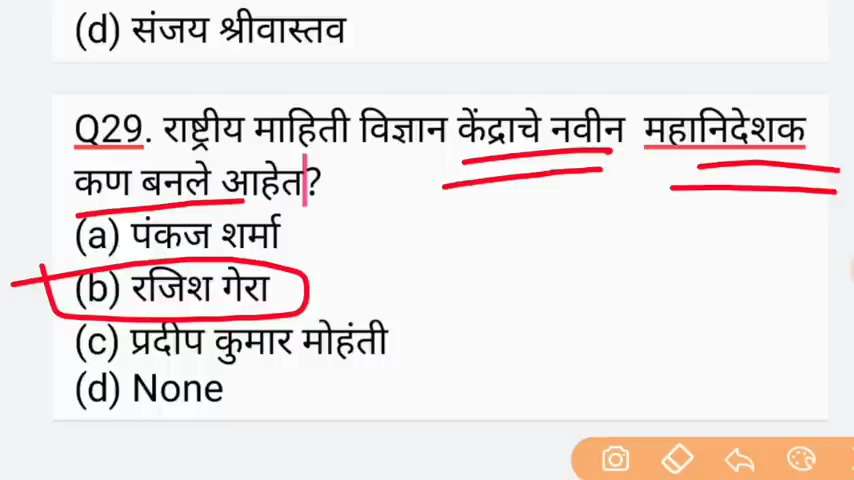 (d) संजय श्रीवास्तव
Q29. राष्ट्रीय माहिती विज्ञान केंद्राचे नवीन महानिदेशक
कण बनले आहेत?
(a) पंकज शर्मा
(b) रजिश गेरा
(c) प्रदीप कुमार मोहंती
(d) None